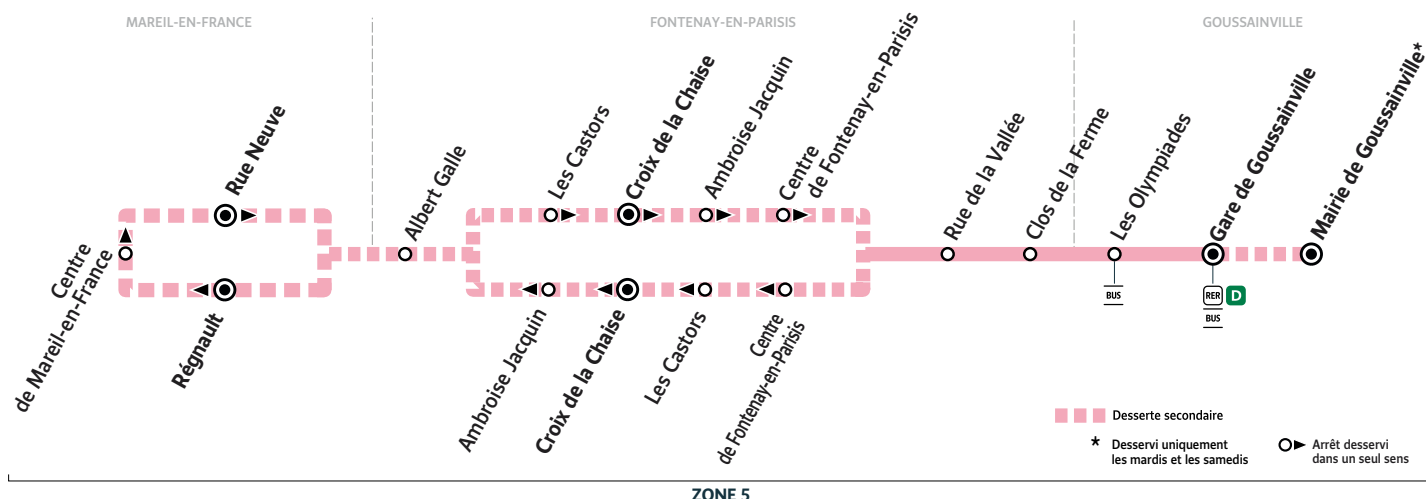 MAREIL-EN-FRANCE
FONTENAY-EN-PARISIS
GOUSSAINVILLE
Rue Neuve
Albert Galle
Les Castors
Croix de la Chaise
Ambroise Jacquin
Centre
de Fontenay-en-Parisis
Rue de la Vallée
Clos de la Ferme
Les Olympiades
Gare de Goussainville
Mairie de Goussainville*
Centre
de Mareil-en-France
Régnault
Ambroise Jacquin
Croix de la Chaise
Les Castors
Centre
de Fontenay-en-Parisis
BUS
RER D
BUS
Desserte secondaire
* Desservi uniquement
les mardis et les samedis
Arrêt desservi
dans un seul sens
ZONE 5